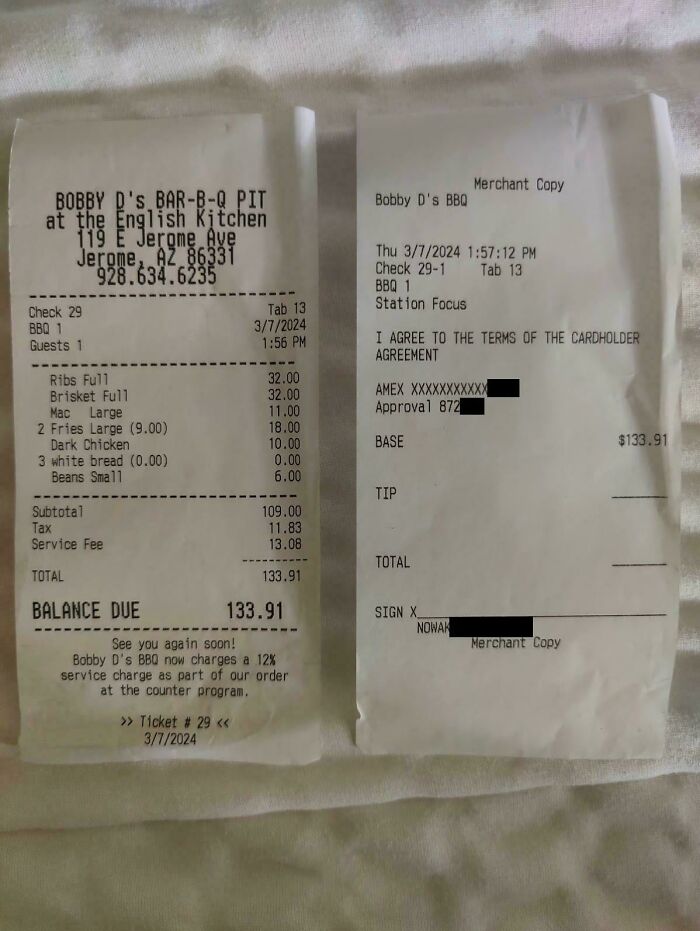 BOBBY D's BAR-B-Q PIT
at the English Kitchen
119 E Jerome Ave
Jerome, AZ 86331
928.634.6235
Check 29 Tab 13
BBQ 1 3/7/2024
Guests 1 1:56 PM
Ribs Full 32.00
Brisket Full 32.00
Mac Large 11.00
2 Fries Large (9.00) 18.00
Dark Chicken 10.00
3 white bread (0.00) 0.00
Beans Small 6.00
Subtotal 109.00
Tax 11.83
Service Fee 13.08
TOTAL 133.91
BALANCE DUE 133.91
See you again soon!
Bobby D's BBQ now charges a 12%
service charge as part of our order
at the counter program.
>> Ticket # 29 <<
3/7/2024
Merchant Copy
Bobby D's BBQ
Thu 3/7/2024 1:57:12 PM
Check 29-1 Tab 13
BBQ 1
Station Focus
I AGREE TO THE TERMS OF THE CARDHOLDER
AGREEMENT
AMEX XXXXXXXXXXX
Approval 872
BASE $133.91
TIP
TOTAL
SIGN X
NOWAK
Merchant Copy